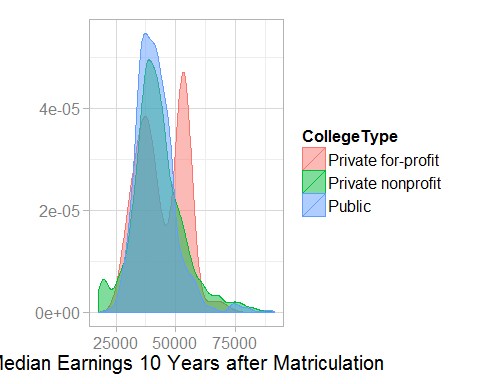 4e-05
2e-05
0e+00
25000 50000 75000
Median Earnings 10 Years after Matriculation
CollegeType
Private for-profit
Private nonprofit
Public